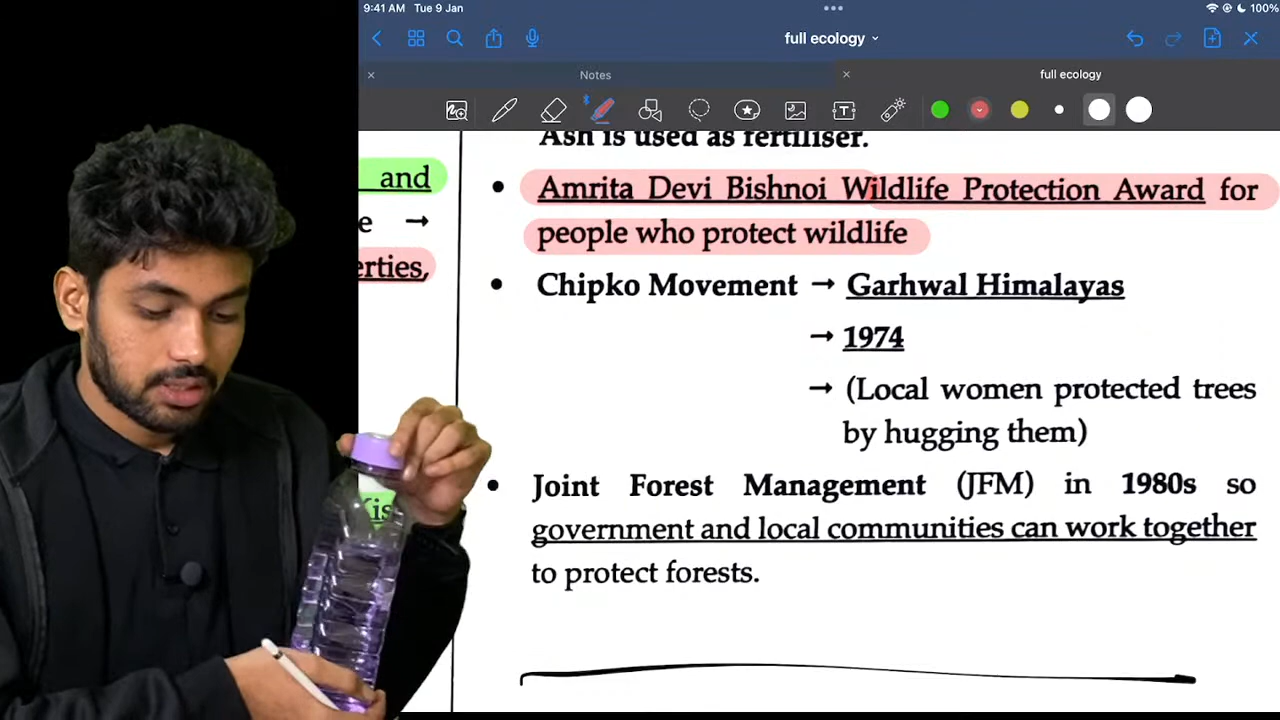 9:41 AM Tue 9 Jan
100%
full ecology
Notes
full ecology
Ash is used as fertiliser.
and
• Amrita Devi Bishnoi Wildlife Protection Award for
people who protect wildlife
e →
erties,
• Chipko Movement → Garhwal Himalayas
→ 1974
→ (Local women protected trees
by hugging them)
is
• Joint Forest Management (JFM) in 1980s so
government and local communities can work together
to protect forests.